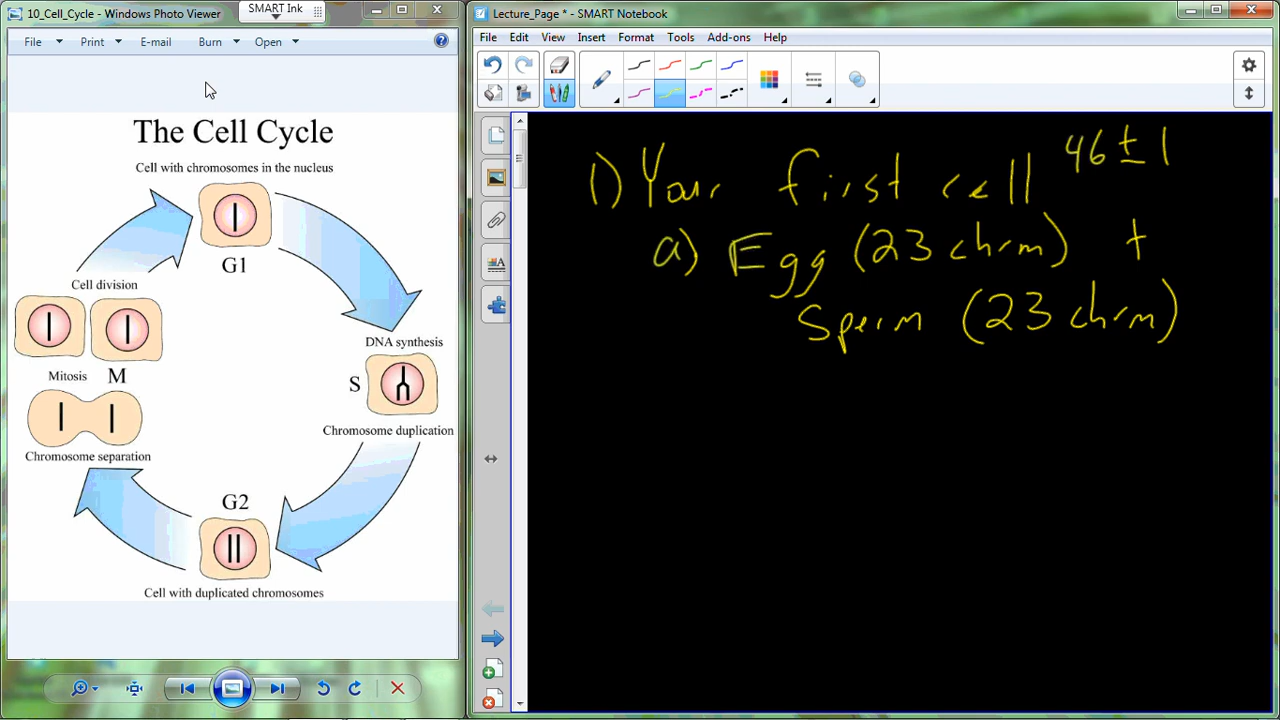 10_Cell_Cycle - Windows Photo Viewer
SMART Ink
File Print E-mail Burn Open
The Cell Cycle
Cell with chromosomes in the nucleus
G1
Cell division
DNA synthesis
S
Mitosis M
Chromosome duplication
Chromosome separation
G2
Cell with duplicated chromosomes
Lecture_Page * - SMART Notebook
File Edit View Insert Format Tools Add-ons Help
1) Your first cell 46 ± 1
a) Egg (23 chrm) +
Sperm (23 chrm)